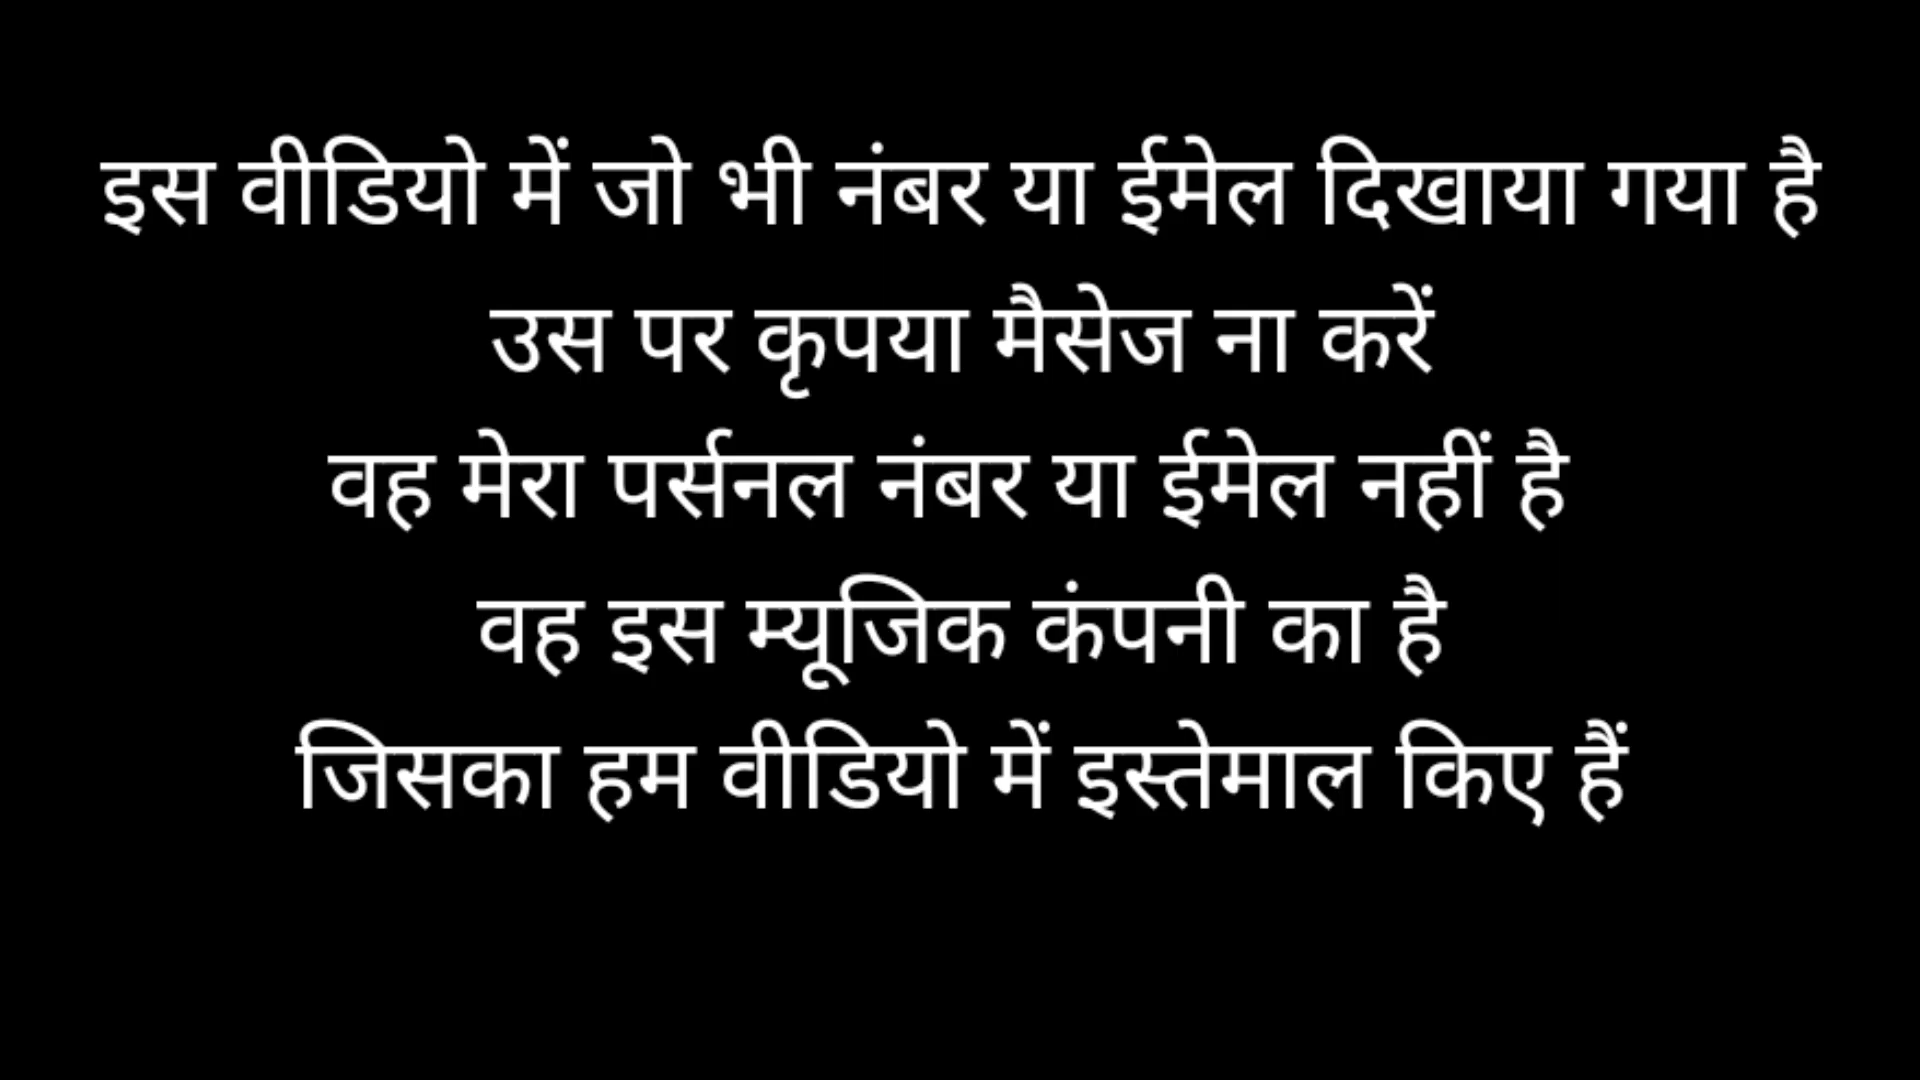 इस वीडियो में जो भी नंबर या ईमेल दिखाया गया है
उस पर कृपया मैसेज ना करें
वह मेरा पर्सनल नंबर या ईमेल नहीं है
वह इस म्यूजिक कंपनी का है
जिसका हम वीडियो में इस्तेमाल किए हैं